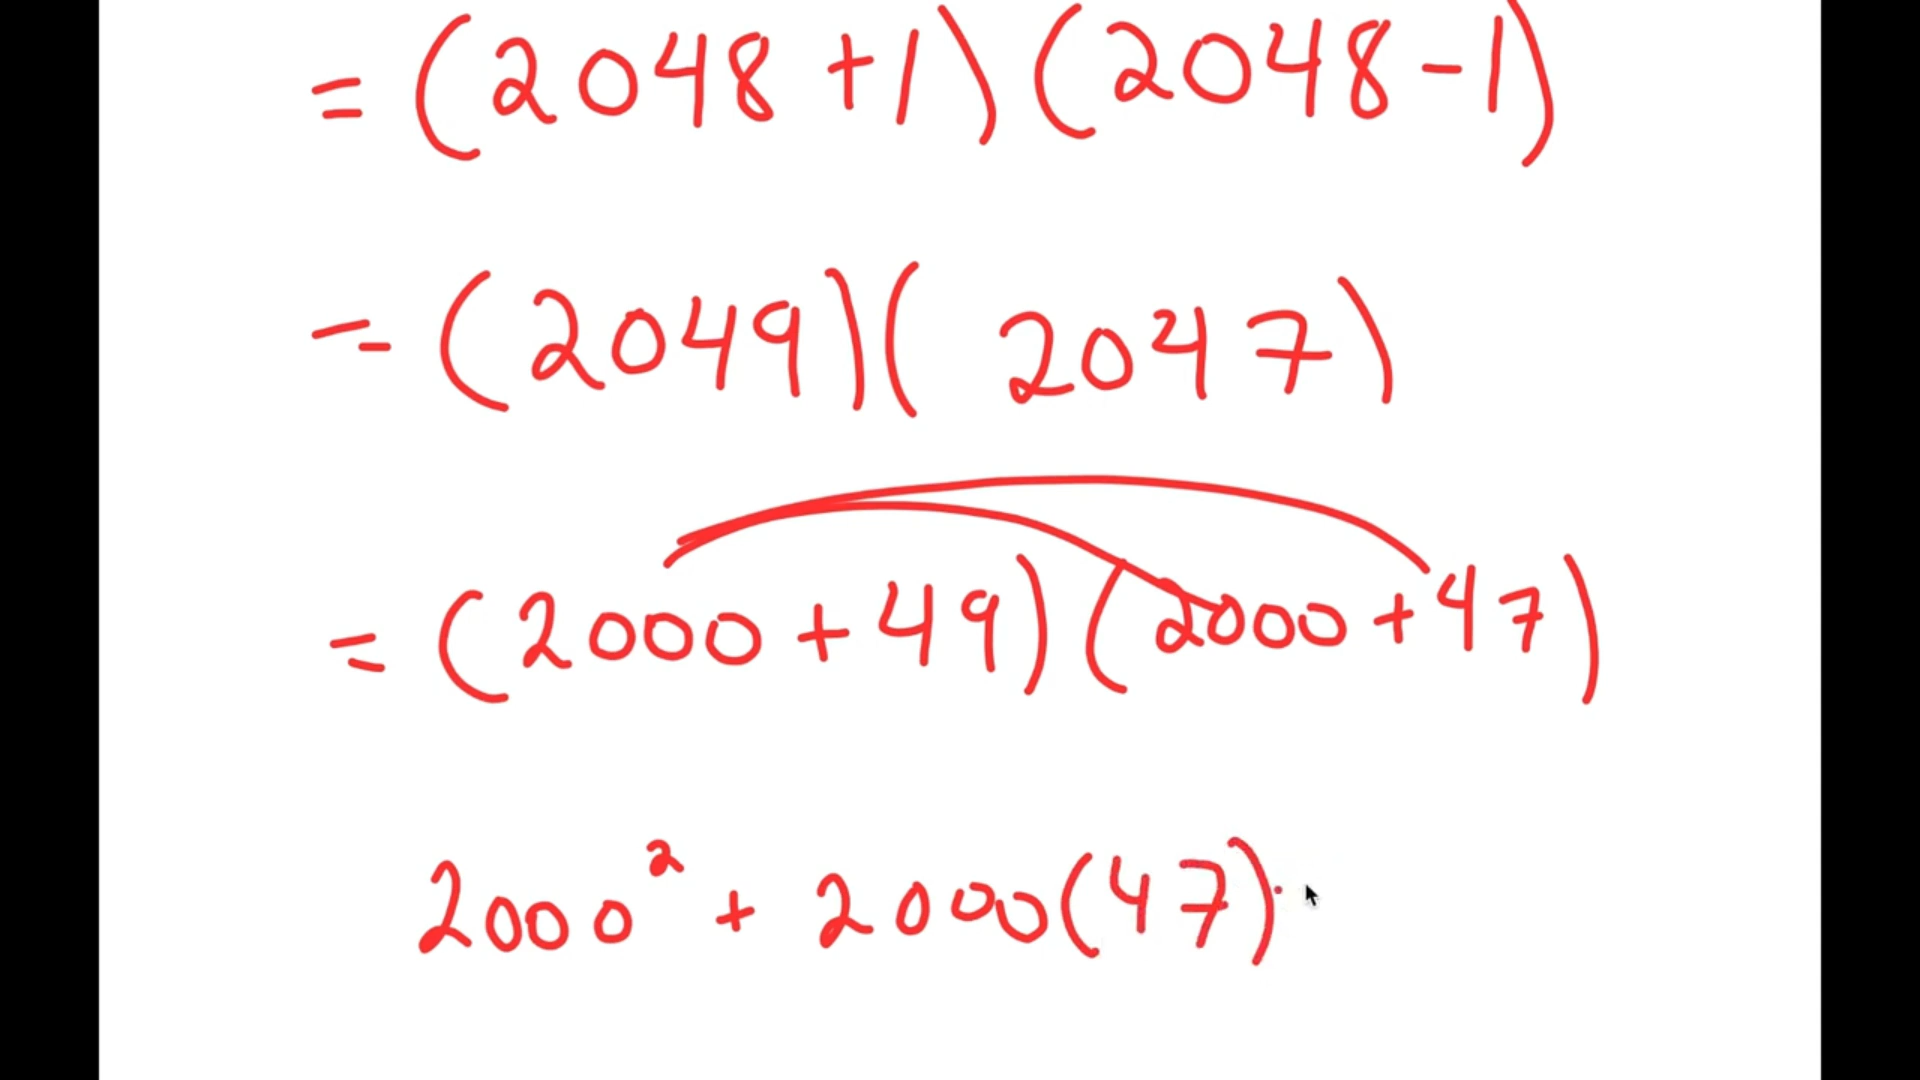 = (2048 + 1) (2048 - 1)
= (2049) (2047)
= (2000 + 49) (2000 + 47)
2000² + 2000(47)